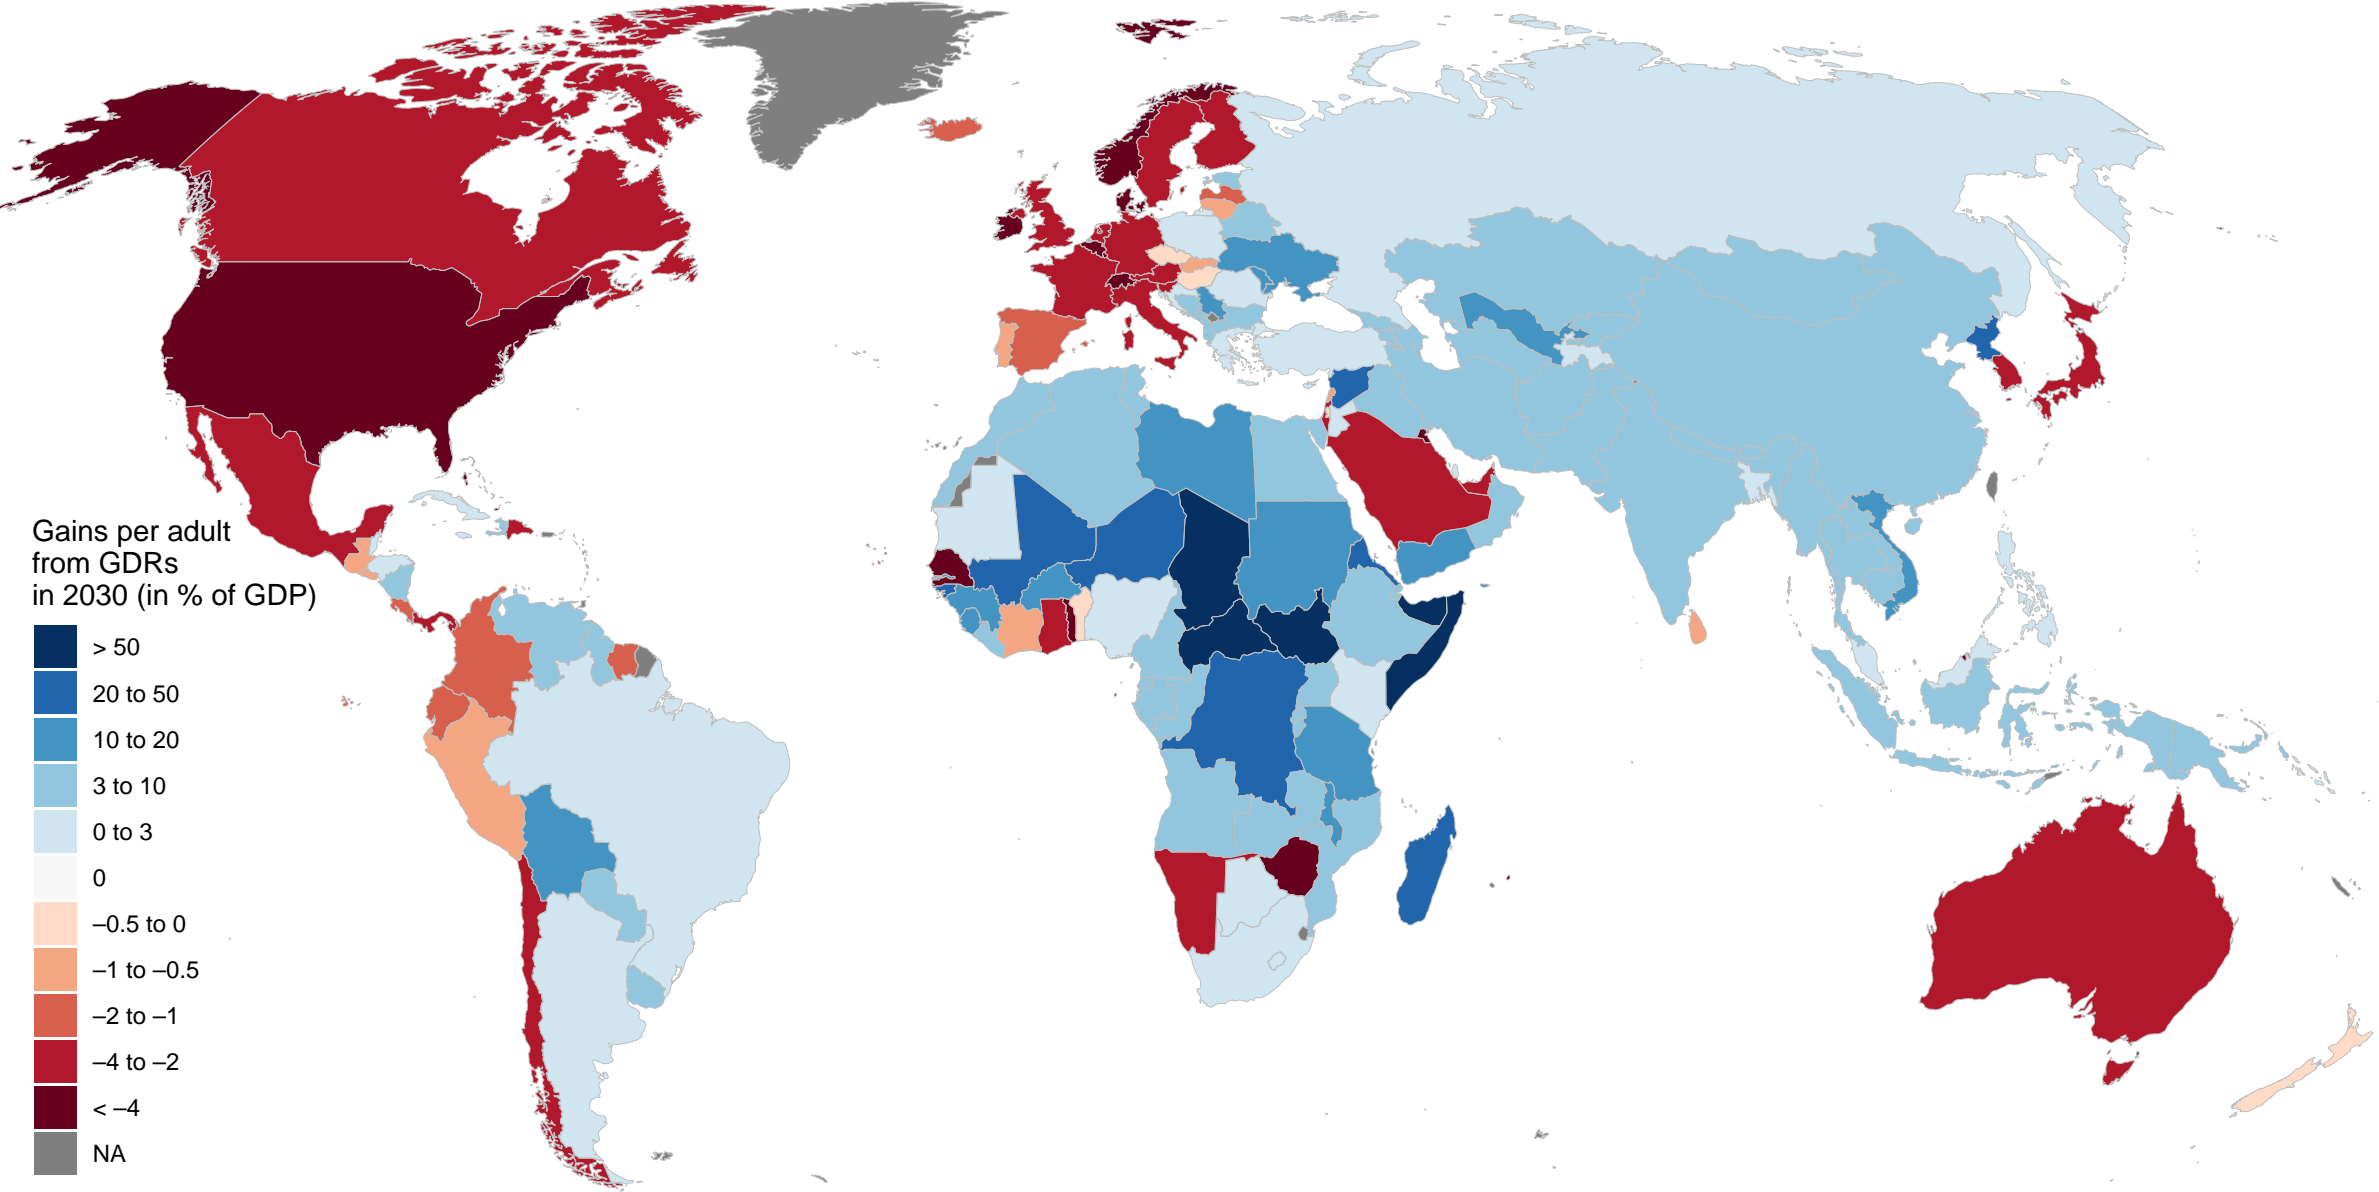 Gains per adult
from GDRs
in 2030 (in % of GDP)
> 50
20 to 50
10 to 20
3 to 10
0 to 3
0
–0.5 to 0
–1 to –0.5
–2 to –1
–4 to –2
< –4
NA